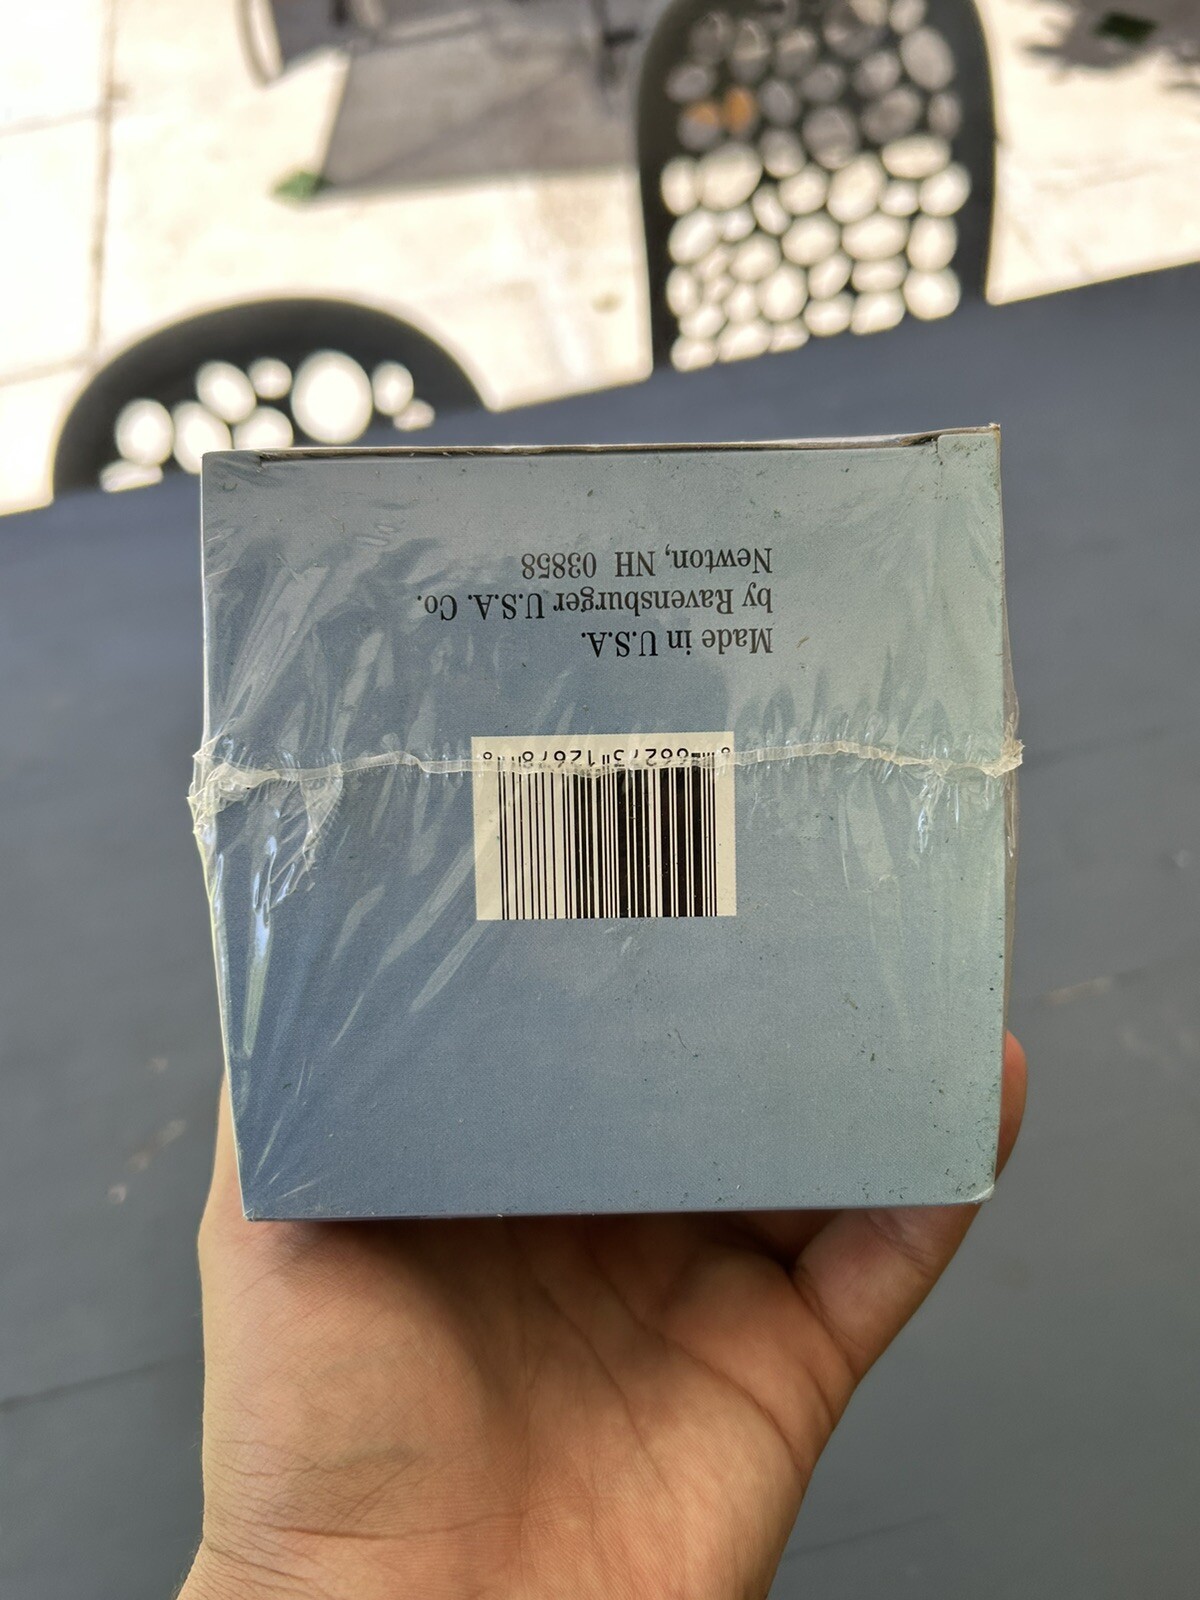 Made in U.S.A.
by Ravensburger U.S.A. Co.
Newton, NH 03858